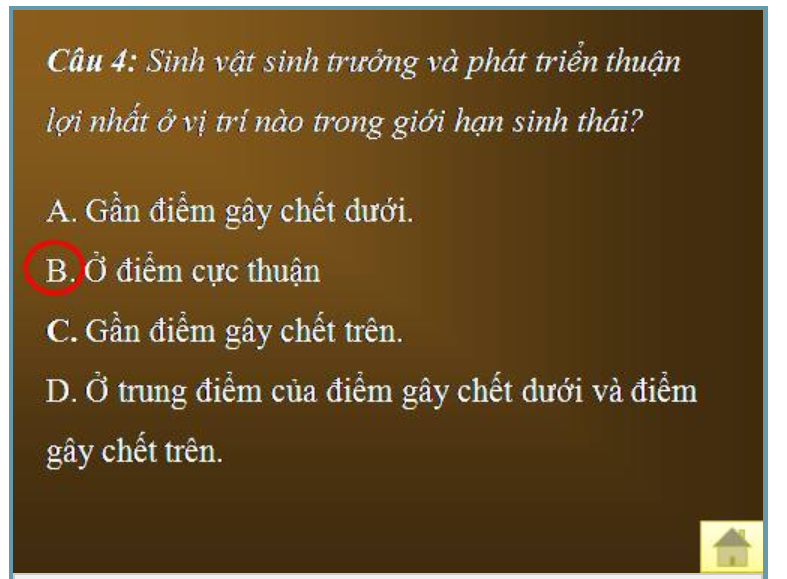 Câu 4: Sinh vật sinh trưởng và phát triển thuận
lợi nhất ở vị trí nào trong giới hạn sinh thái?
A. Gần điểm gây chết dưới.
B. Ở điểm cực thuận
C. Gần điểm gây chết trên.
D. Ở trung điểm của điểm gây chết dưới và điểm
gây chết trên.